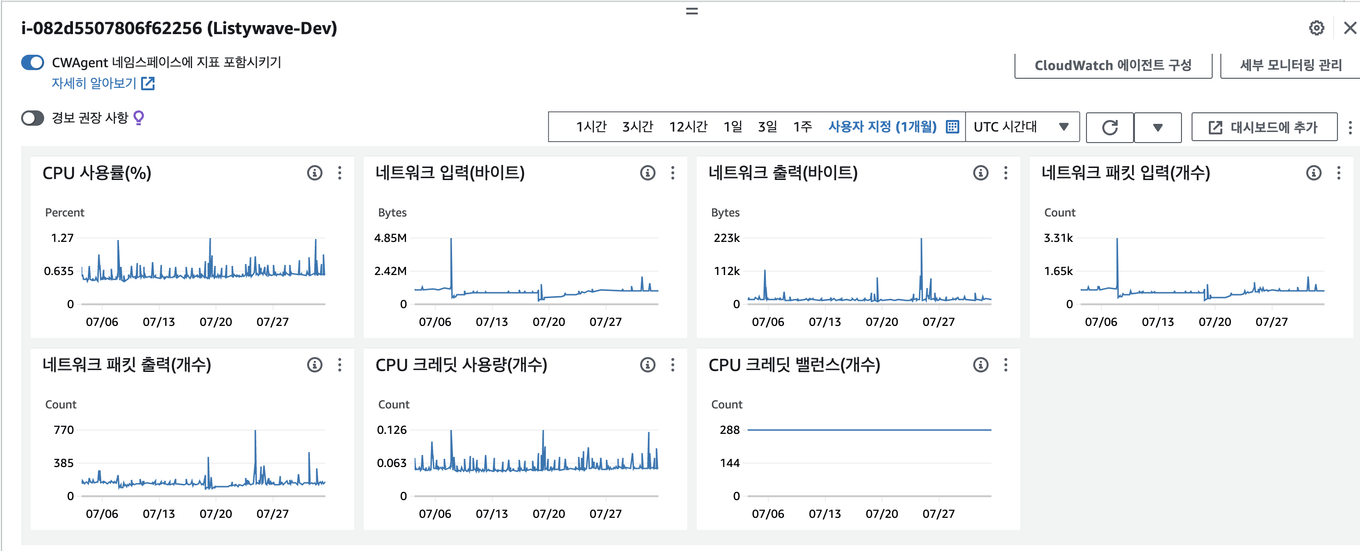 i-082d5507806f62256 (Listywave-Dev)
CWAgent 네임스페이스에 지표 포함시키기
자세히 알아보기
CloudWatch 에이전트 구성
세부 모니터링 관리
경보 권장 사항
1시간 3시간 12시간 1일 3일 1주 사용자 지정 (1개월) UTC 시간대 대시보드에 추가
CPU 사용률(%)
Percent
1.27
0.635
0
07/06 07/13 07/20 07/27
네트워크 입력(바이트)
Bytes
4.85M
2.42M
0
07/06 07/13 07/20 07/27
네트워크 출력(바이트)
Bytes
223k
112k
0
07/06 07/13 07/20 07/27
네트워크 패킷 입력(개수)
Count
3.31k
1.65k
0
07/06 07/13 07/20 07/27
네트워크 패킷 출력(개수)
Count
770
385
0
07/06 07/13 07/20 07/27
CPU 크레딧 사용량(개수)
Count
0.126
0.063
0
07/06 07/13 07/20 07/27
CPU 크레딧 밸런스(개수)
Count
288
144
0
07/06 07/13 07/20 07/27